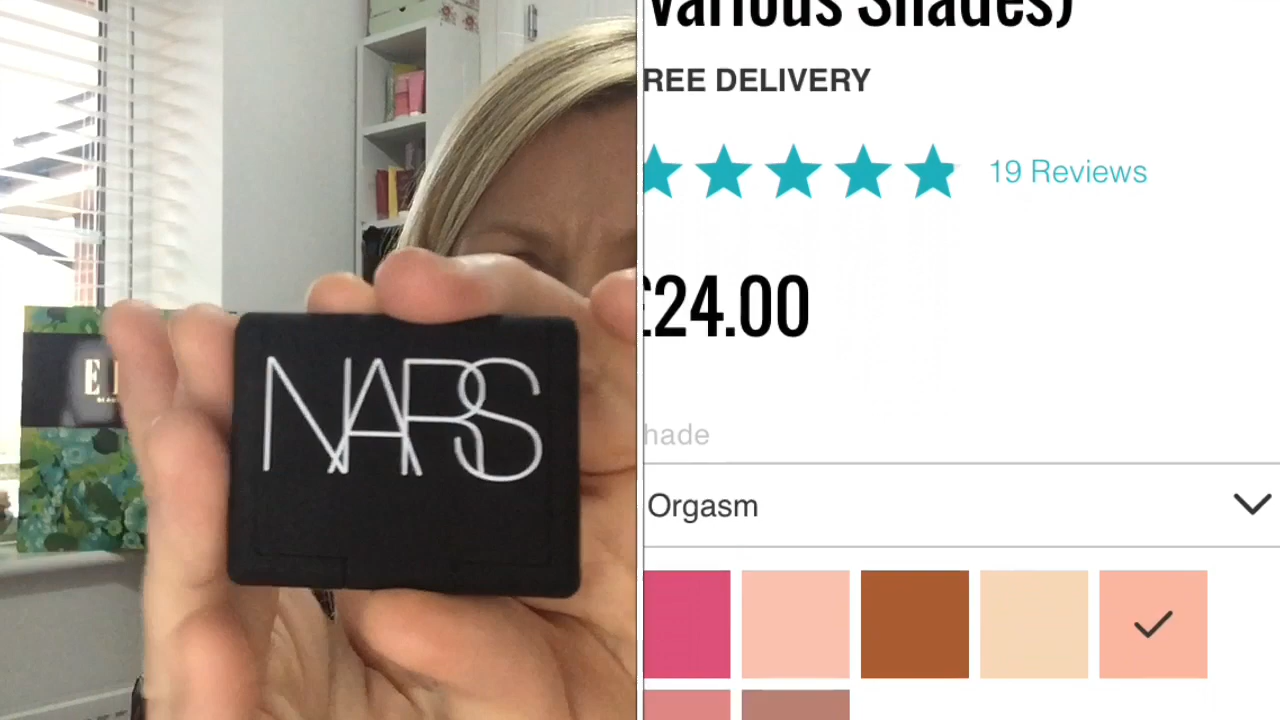 NARS
Various Shades)
REE DELIVERY
19 Reviews
£24.00
hade
Orgasm